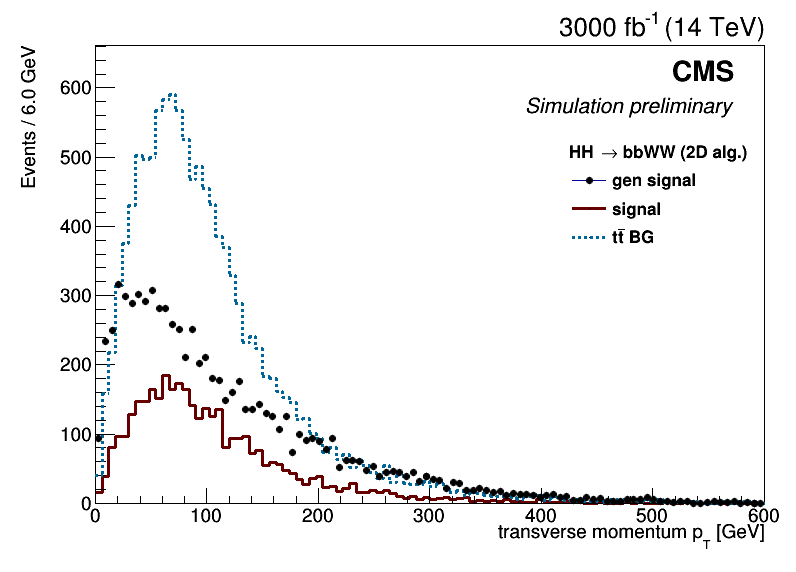 3000 fb⁻¹ (14 TeV)
Events / 6.0 GeV
CMS
Simulation preliminary
HH → bbWW (2D alg.)
gen signal
signal
tt̄ BG
600
500
400
300
200
100
0
0 100 200 300 400 500 600
transverse momentum p_T [GeV]